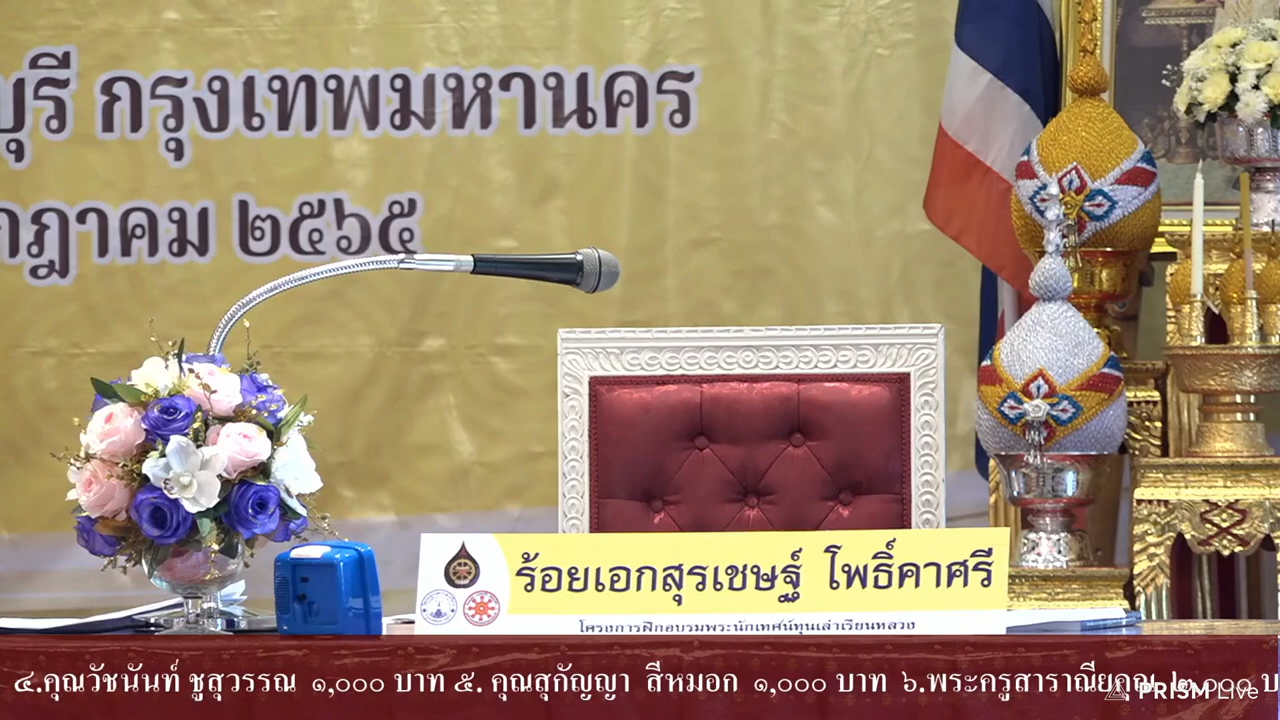 บุรี กรุงเทพมหานคร
กฎาคม ๒๕๖๕
ร้อยเอกสุรเชษฐ์ โพธิ์คาศรี
โครงการฝึกอบรมพระนักเทศน์ทุนเล่าเรียนหลวง
๔.คุณวัชนันท์ ชูสุวรรณ ๑,๐๐๐ บาท ๕. คุณสุกัญญา สีหมอก ๑,๐๐๐ บาท ๖.พระครูสาราณียคุณ ๒,๐๐๐ บ
PRISM Live